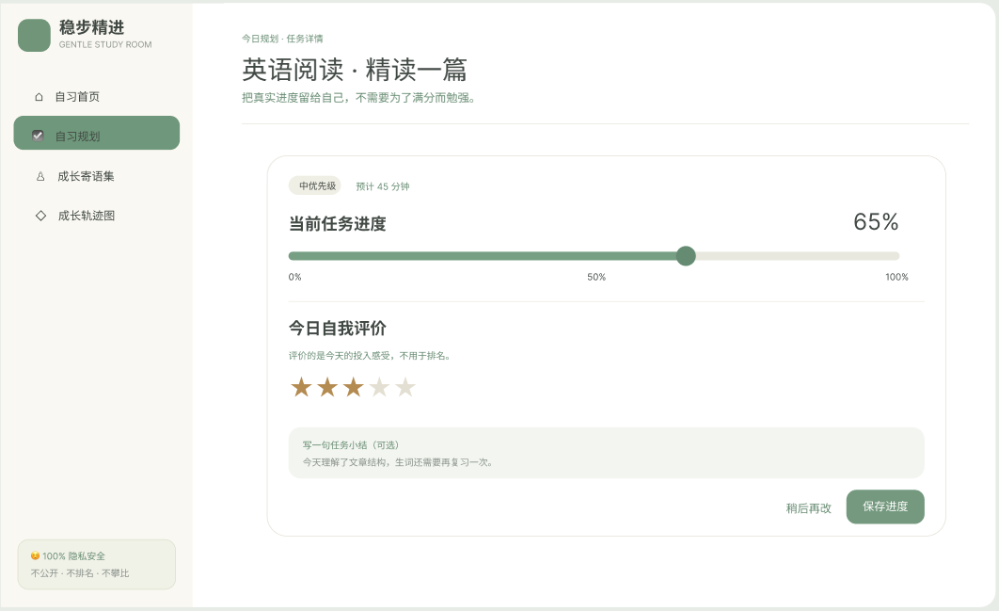 稳步精进
GENTLE STUDY ROOM
自习首页
自习规划
成长寄语集
成长轨迹图
100% 隐私安全
不公开 · 不排名 · 不攀比
今日规划 · 任务详情
英语阅读 · 精读一篇
把真实进度留给自己，不需要为了满分而勉强。
中优先级
预计 45 分钟
当前任务进度
65%
0%
50%
100%
今日自我评价
评价的是今天的投入感受，不用于排名。
写一句任务小结（可选）
今天理解了文章结构，生词还需要再复习一次。
稍后再改
保存进度